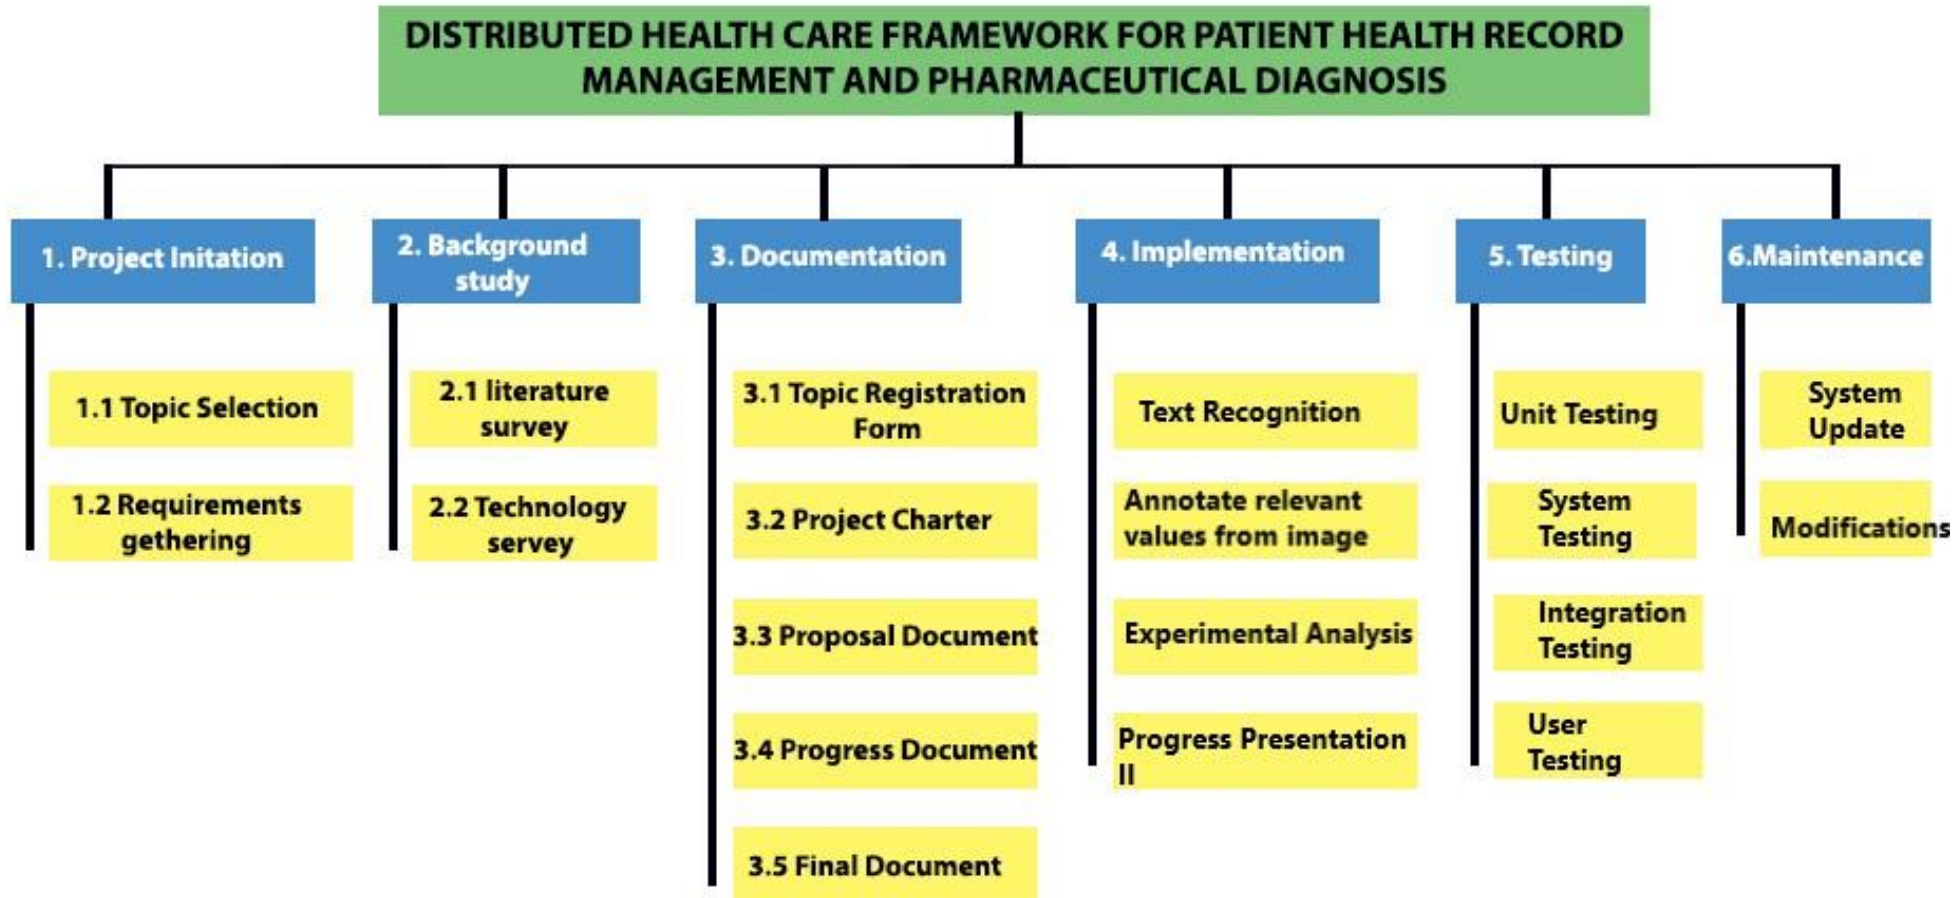 DISTRIBUTED HEALTH CARE FRAMEWORK FOR PATIENT HEALTH RECORD
MANAGEMENT AND PHARMACEUTICAL DIAGNOSIS
1. Project Initation
1.1 Topic Selection
1.2 Requirements
gethering
2. Background
study
2.1 literature
survey
2.2 Technology
servey
3. Documentation
3.1 Topic Registration
Form
3.2 Project Charter
3.3 Proposal Document
3.4 Progress Document
3.5 Final Document
4. Implementation
Text Recognition
Annotate relevant
values from image
Experimental Analysis
Progress Presentation
II
5. Testing
Unit Testing
System
Testing
Integration
Testing
User
Testing
6.Maintenance
System
Update
Modifications